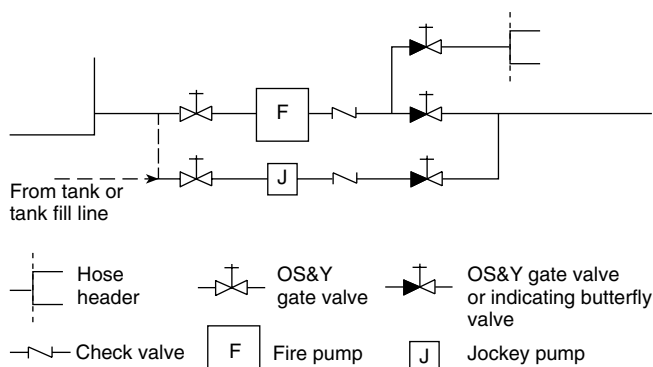 F
J
From tank or
tank fill line
Hose
header
OS&Y
gate valve
OS&Y gate valve
or indicating butterfly
valve
Check valve
F
Fire pump
J
Jockey pump